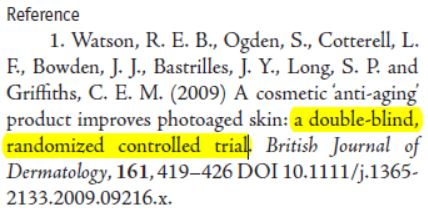 Reference
1. Watson, R. E. B., Ogden, S., Cotterell, L.
F., Bowden, J. J., Bastrilles, J. Y., Long, S. P. and
Griffiths, C. E. M. (2009) A cosmetic ‘anti-aging’
product improves photoaged skin: a double-blind,
randomized controlled trial. British Journal of
Dermatology, 161, 419–426 DOI 10.1111/j.1365-
2133.2009.09216.x.